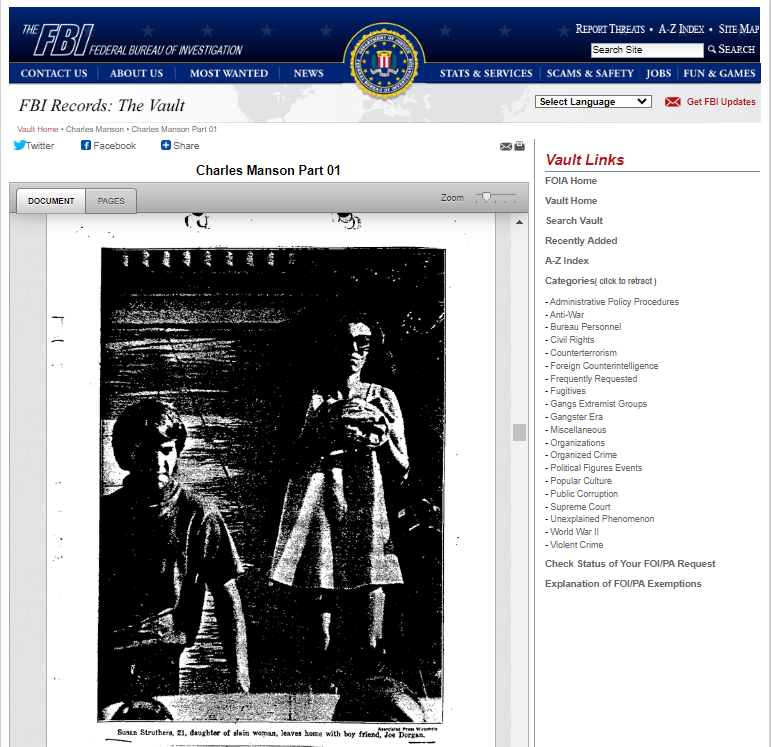 THE FBI FEDERAL BUREAU OF INVESTIGATION
REPORT THREATS • A-Z INDEX • SITE MAP
Search Site SEARCH
CONTACT US ABOUT US MOST WANTED NEWS STATS & SERVICES SCAMS & SAFETY JOBS FUN & GAMES
FBI Records: The Vault
Select Language Get FBI Updates
Vault Home • Charles Manson • Charles Manson Part 01
Twitter Facebook Share
Charles Manson Part 01
DOCUMENT PAGES Zoom
Associated Press Wirephoto
Susan Struthers, 21, daughter of slain woman, leaves home with boy friend, Joe Dorgan.
Vault Links
FOIA Home
Vault Home
Search Vault
Recently Added
A-Z Index
Categories( click to retract )
- Administrative Policy Procedures
- Anti-War
- Bureau Personnel
- Civil Rights
- Counterterrorism
- Foreign Counterintelligence
- Frequently Requested
- Fugitives
- Gangs Extremist Groups
- Gangster Era
- Miscellaneous
- Organizations
- Organized Crime
- Political Figures Events
- Popular Culture
- Public Corruption
- Supreme Court
- Unexplained Phenomenon
- World War II
- Violent Crime
Check Status of Your FOI/PA Request
Explanation of FOI/PA Exemptions